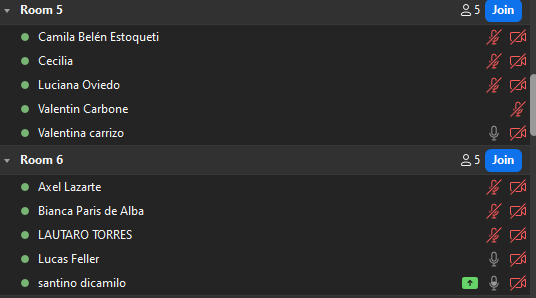 Room 5 5 Join
Camila Belén Estoqueti
Cecilia
Luciana Oviedo
Valentin Carbone
Valentina carrizo
Room 6 5 Join
Axel Lazarte
Bianca Paris de Alba
LAUTARO TORRES
Lucas Feller
santino dicamilo